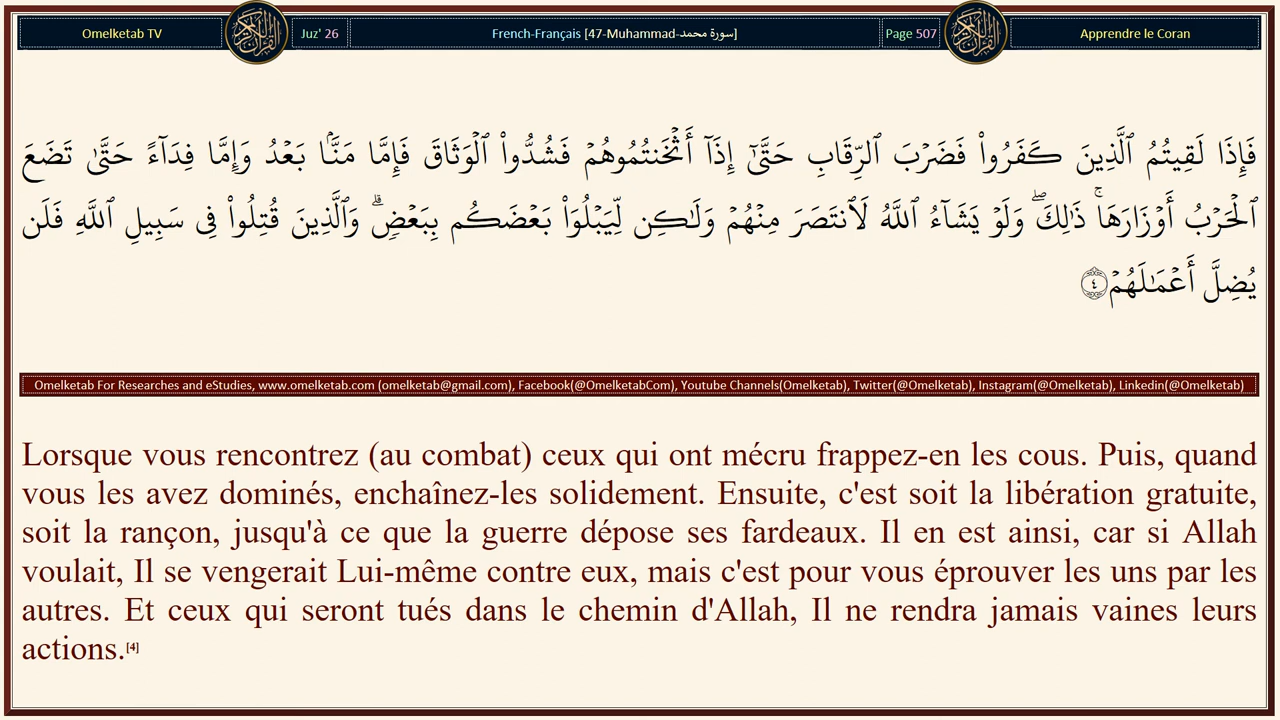 Omelketab TV
Juz' 26
French-Français [47-Muhammad-سورة محمد]
Page 507
Apprendre le Coran
فَإِذَا لَقِيتُمُ ٱلَّذِينَ كَفَرُوا۟ فَضَرْبَ ٱلرِّقَابِ حَتَّىٰٓ إِذَآ أَثْخَنتُمُوهُمْ فَشُدُّوا۟ ٱلْوَثَاقَ فَإِمَّا مَنًّۢا بَعْدُ وَإِمَّا فِدَآءً حَتَّىٰ تَضَعَ
ٱلْحَرْبُ أَوْزَارَهَا ۚ ذَٰلِكَ ۖ وَلَوْ يَشَآءُ ٱللَّهُ لَٱنتَصَرَ مِنْهُمْ وَلَـٰكِن لِّيَبْلُوَا۟ بَعْضَكُم بِبَعْضٍ ۗ وَٱلَّذِينَ قُتِلُوا۟ فِى سَبِيلِ ٱللَّهِ فَلَن
يُضِلَّ أَعْمَـٰلَهُمْ ٤
Omelketab For Researches and eStudies, www.omelketab.com (omelketab@gmail.com), Facebook(@OmelketabCom), Youtube Channels(Omelketab), Twitter(@Omelketab), Instagram(@Omelketab), Linkedin(@Omelketab)
Lorsque vous rencontrez (au combat) ceux qui ont mécru frappez-en les cous. Puis, quand
vous les avez dominés, enchaînez-les solidement. Ensuite, c'est soit la libération gratuite,
soit la rançon, jusqu'à ce que la guerre dépose ses fardeaux. Il en est ainsi, car si Allah
voulait, Il se vengerait Lui-même contre eux, mais c'est pour vous éprouver les uns par les
autres. Et ceux qui seront tués dans le chemin d'Allah, Il ne rendra jamais vaines leurs
actions.[4]